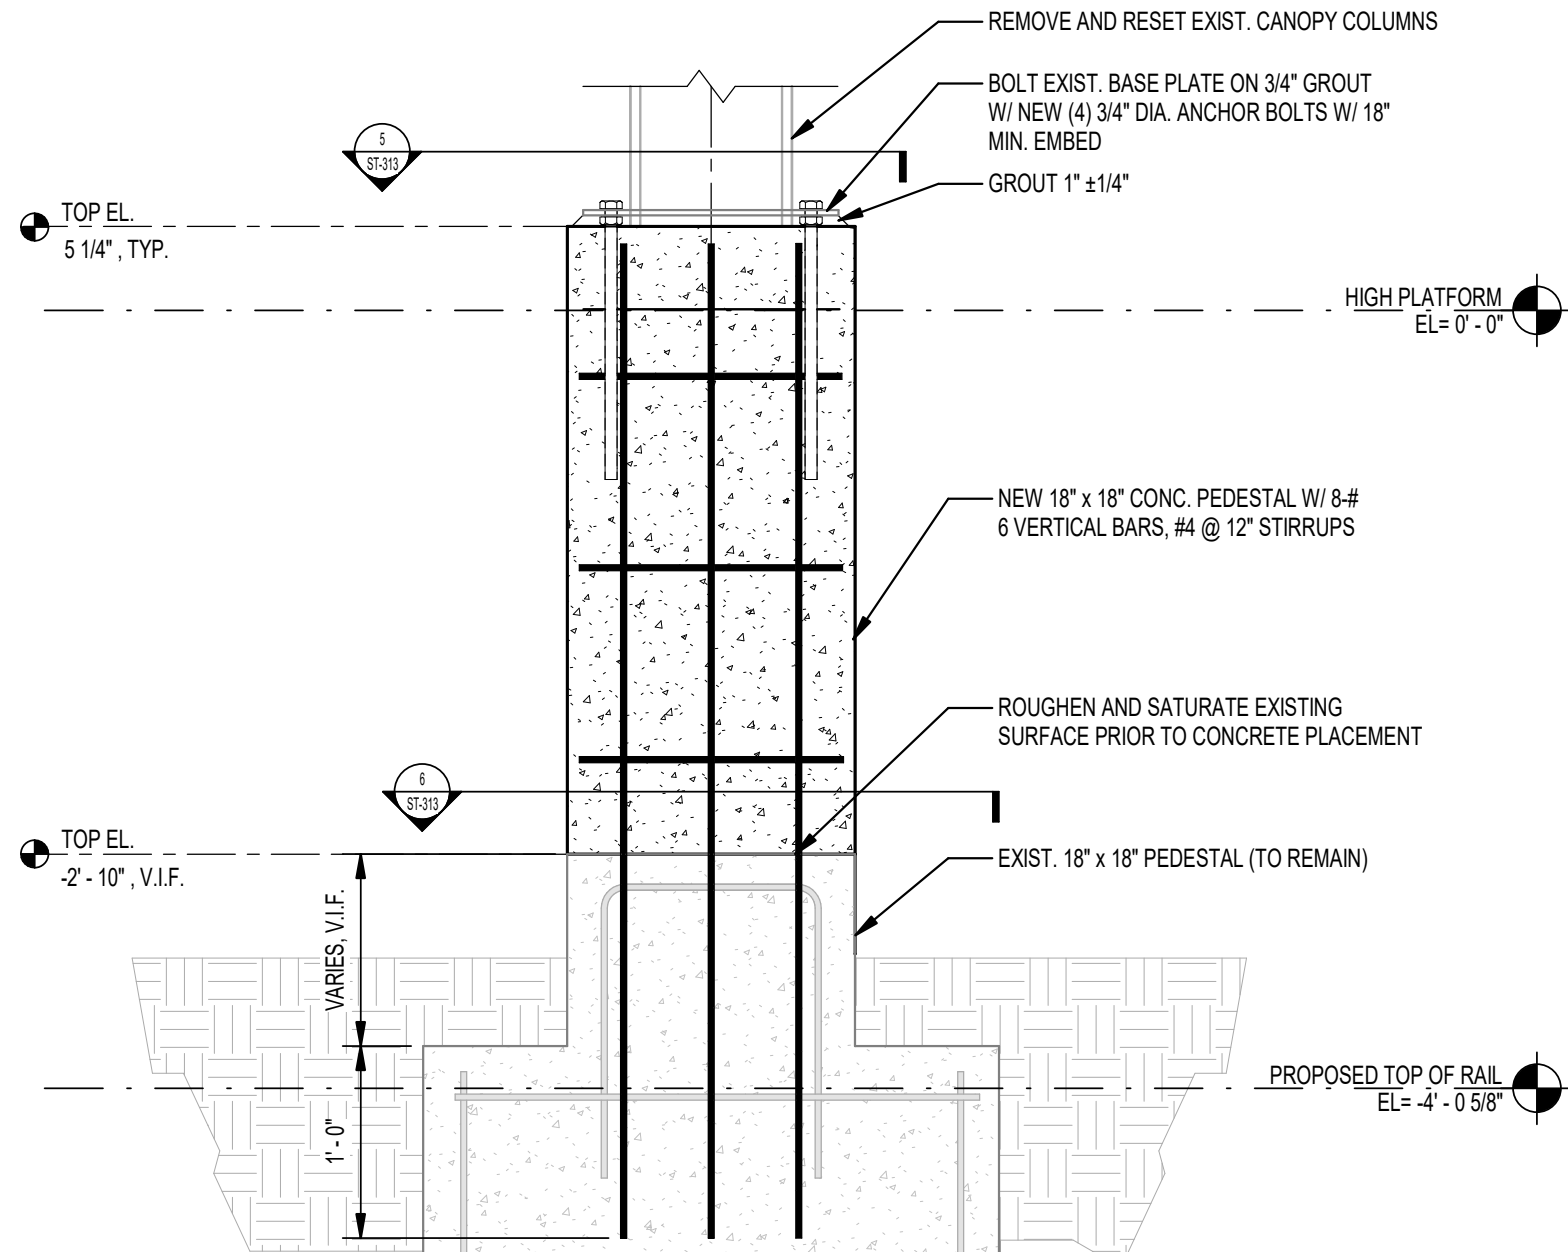 REMOVE AND RESET EXIST. CANOPY COLUMNS
BOLT EXIST. BASE PLATE ON 3/4" GROUT
W/ NEW (4) 3/4" DIA. ANCHOR BOLTS W/ 18"
MIN. EMBED
5
ST-313
GROUT 1" ±1/4"
TOP EL.
5 1/4" , TYP.
HIGH PLATFORM
EL= 0' - 0"
NEW 18" x 18" CONC. PEDESTAL W/ 8-#
6 VERTICAL BARS, #4 @ 12" STIRRUPS
ROUGHEN AND SATURATE EXISTING
SURFACE PRIOR TO CONCRETE PLACEMENT
6
ST-313
TOP EL.
-2' - 10" , V.I.F.
EXIST. 18" x 18" PEDESTAL (TO REMAIN)
VARIES, V.I.F.
PROPOSED TOP OF RAIL
EL= -4' - 0 5/8"
1' - 0"